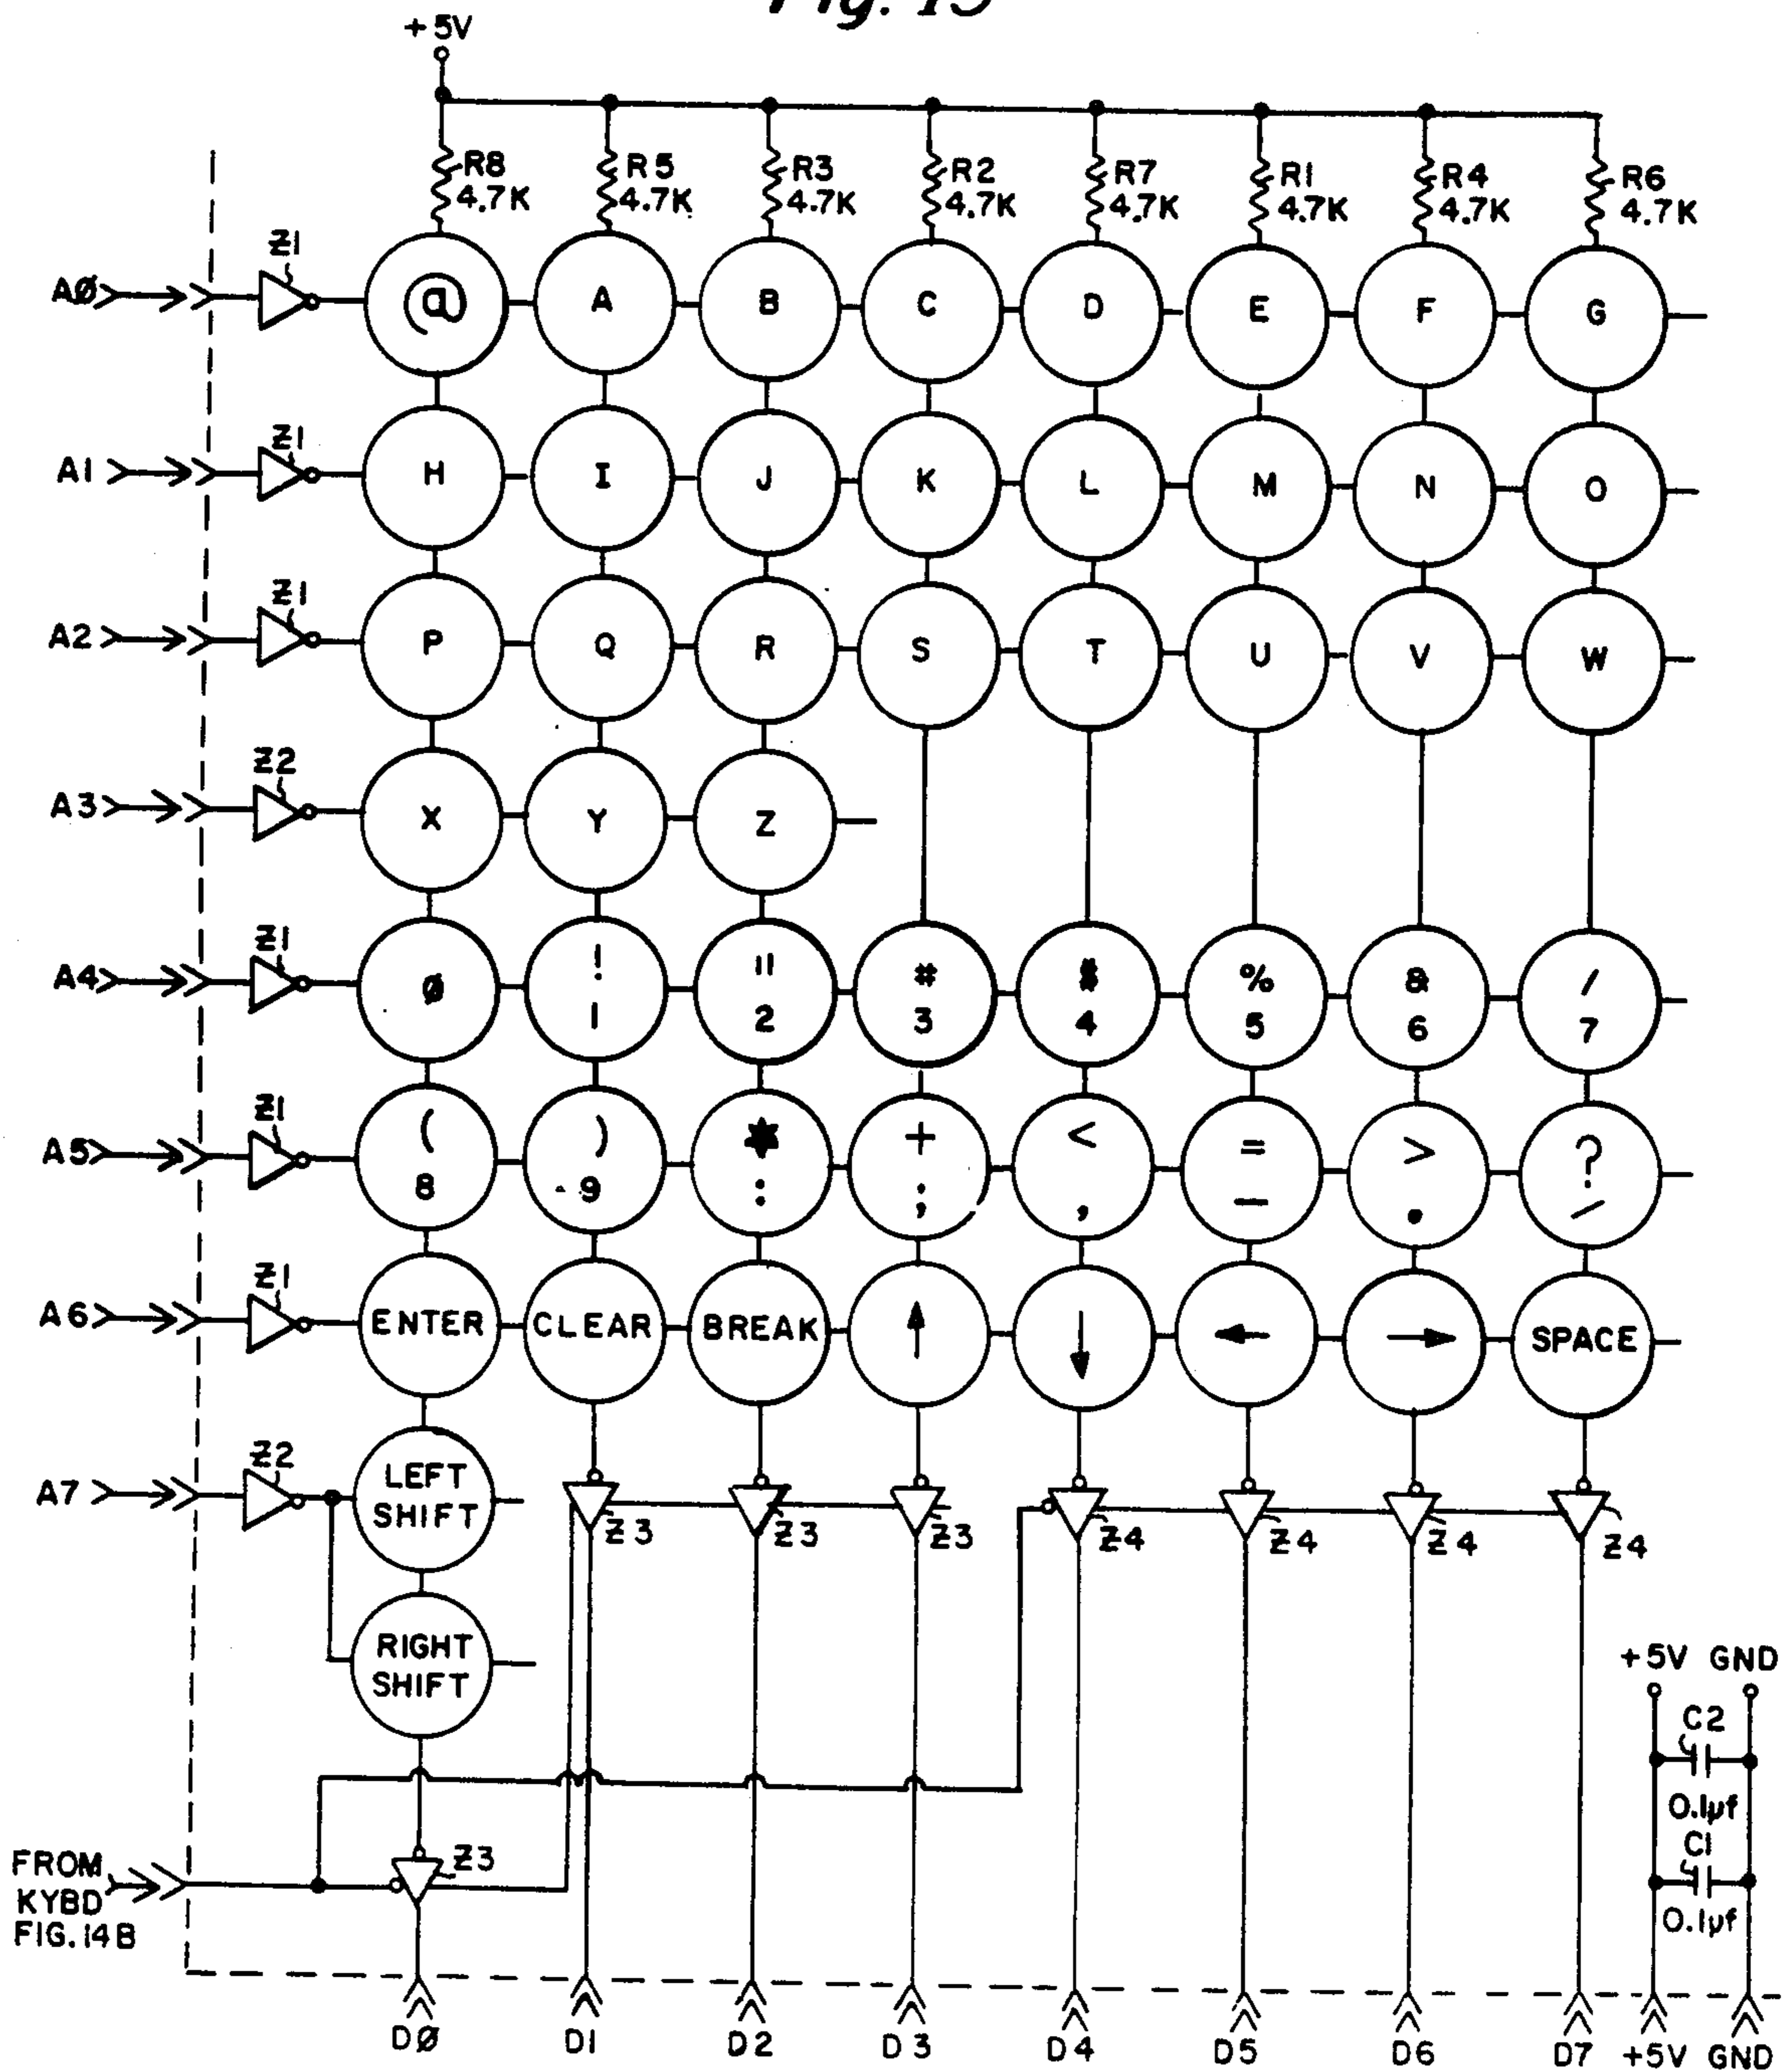 Fig. 15
+5V
R8 4.7K R5 4.7K R3 4.7K R2 4.7K R7 4.7K R1 4.7K R4 4.7K R6 4.7K
AØ Z1 @ A B C D E F G
A1 Z1 H I J K L M N O
A2 Z1 P Q R S T U V W
A3 Z2 X Y Z
A4 Z1 Ø ! 1 " 2 # 3 $ 4 % 5 & 6 / 7
A5 Z1 ( 8 ) 9 * : + ; < , = - > . ? /
A6 Z1 ENTER CLEAR BREAK ↑ ↓ ← → SPACE
A7 Z2 LEFT SHIFT
Z3 Z3 Z3 Z4 Z4 Z4 Z4
RIGHT SHIFT
+5V GND
C2
0.1µf
C1
0.1µf
FROM
KYBD
FIG. 14B
Z3
DØ D1 D2 D3 D4 D5 D6 D7 +5V GND